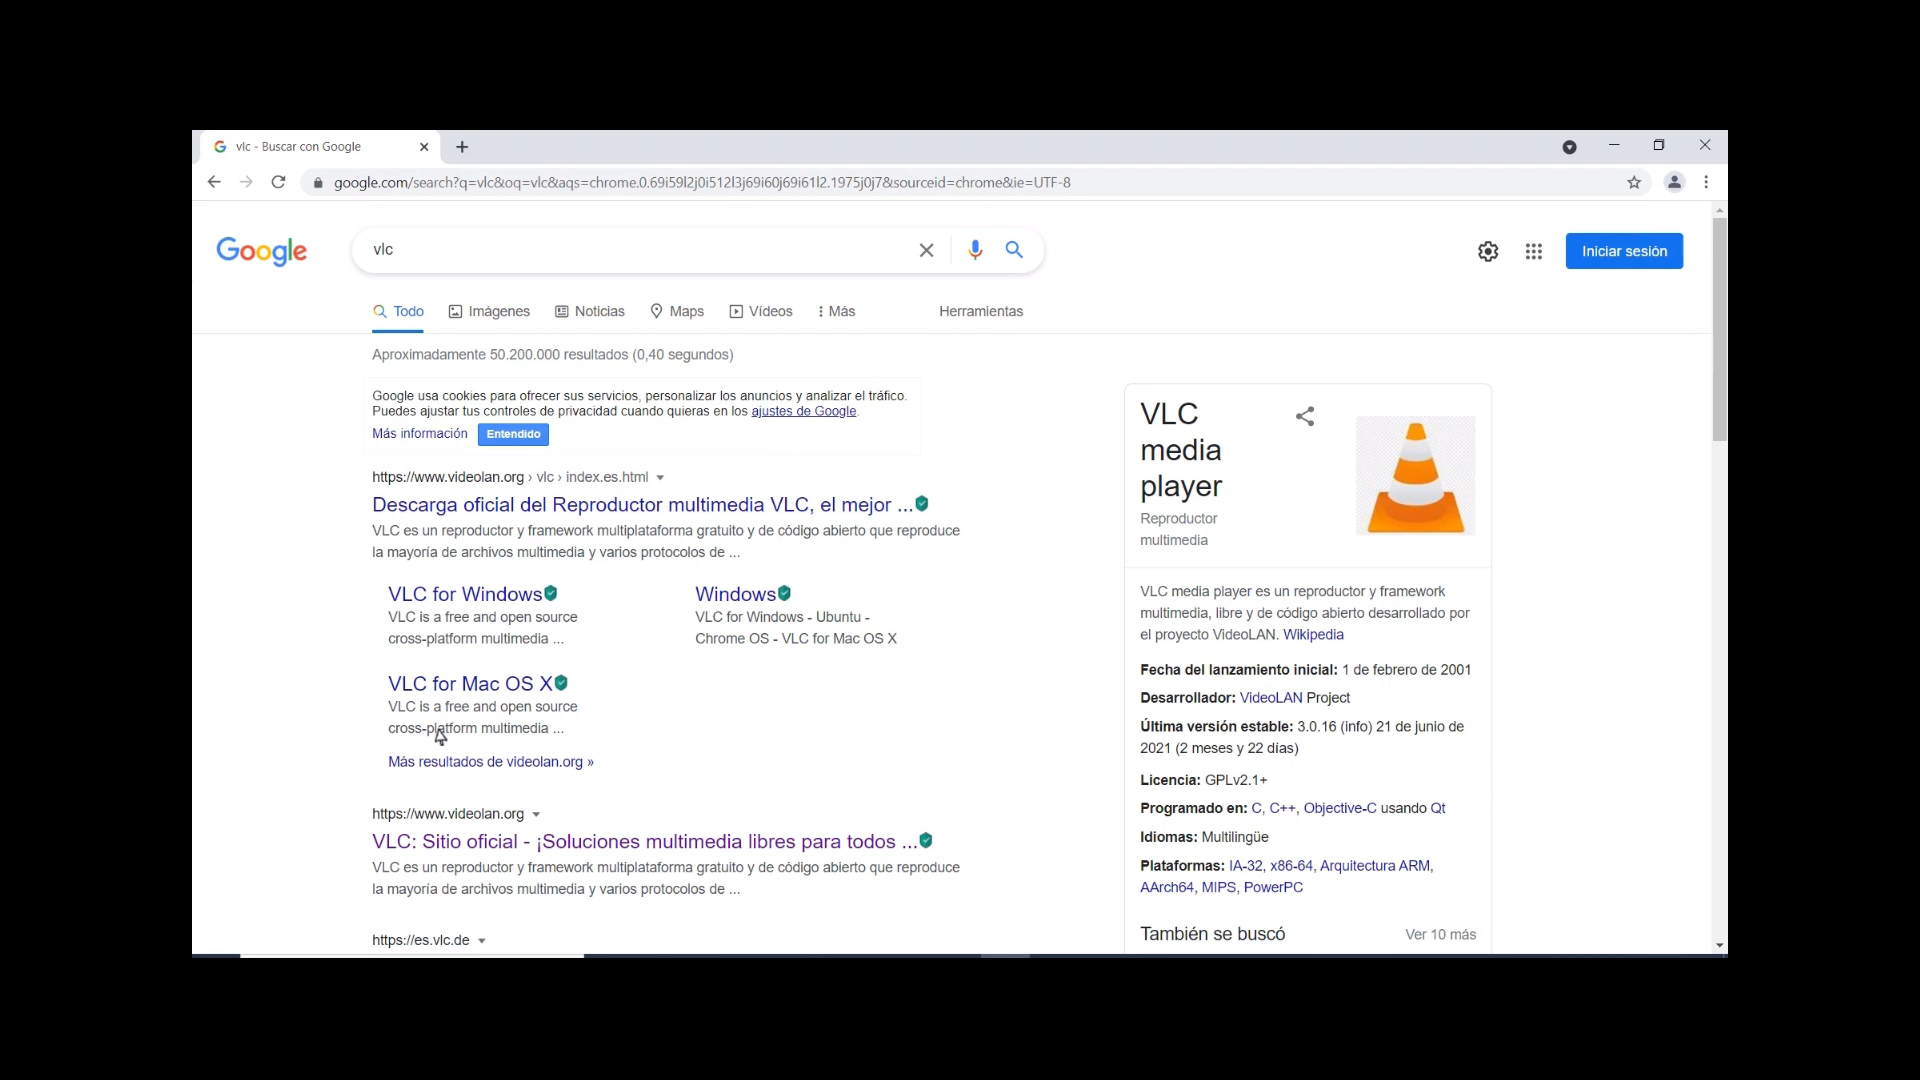 vlc - Buscar con Google
google.com/search?q=vlc&oq=vlc&aqs=chrome.0.69i59l2j0i512l3j69i60j69i61l2.1975j0j7&sourceid=chrome&ie=UTF-8
Google
vlc
Iniciar sesión
Todo
Imágenes
Noticias
Maps
Vídeos
Más
Herramientas
Aproximadamente 50.200.000 resultados (0,40 segundos)
Google usa cookies para ofrecer sus servicios, personalizar los anuncios y analizar el tráfico.
Puedes ajustar tus controles de privacidad cuando quieras en los ajustes de Google.
Más información
Entendido
https://www.videolan.org › vlc › index.es.html
Descarga oficial del Reproductor multimedia VLC, el mejor ...
VLC es un reproductor y framework multiplataforma gratuito y de código abierto que reproduce
la mayoría de archivos multimedia y varios protocolos de ...
VLC for Windows
VLC is a free and open source
cross-platform multimedia ...
Windows
VLC for Windows - Ubuntu -
Chrome OS - VLC for Mac OS X
VLC for Mac OS X
VLC is a free and open source
cross-platform multimedia ...
Más resultados de videolan.org »
https://www.videolan.org
VLC: Sitio oficial - ¡Soluciones multimedia libres para todos ...
VLC es un reproductor y framework multiplataforma gratuito y de código abierto que reproduce
la mayoría de archivos multimedia y varios protocolos de ...
https://es.vlc.de
VLC
media
player
Reproductor
multimedia
VLC media player es un reproductor y framework
multimedia, libre y de código abierto desarrollado por
el proyecto VideoLAN. Wikipedia
Fecha del lanzamiento inicial: 1 de febrero de 2001
Desarrollador: VideoLAN Project
Última versión estable: 3.0.16 (info) 21 de junio de
2021 (2 meses y 22 días)
Licencia: GPLv2.1+
Programado en: C, C++, Objective-C usando Qt
Idiomas: Multilingüe
Plataformas: IA-32, x86-64, Arquitectura ARM,
AArch64, MIPS, PowerPC
También se buscó
Ver 10 más